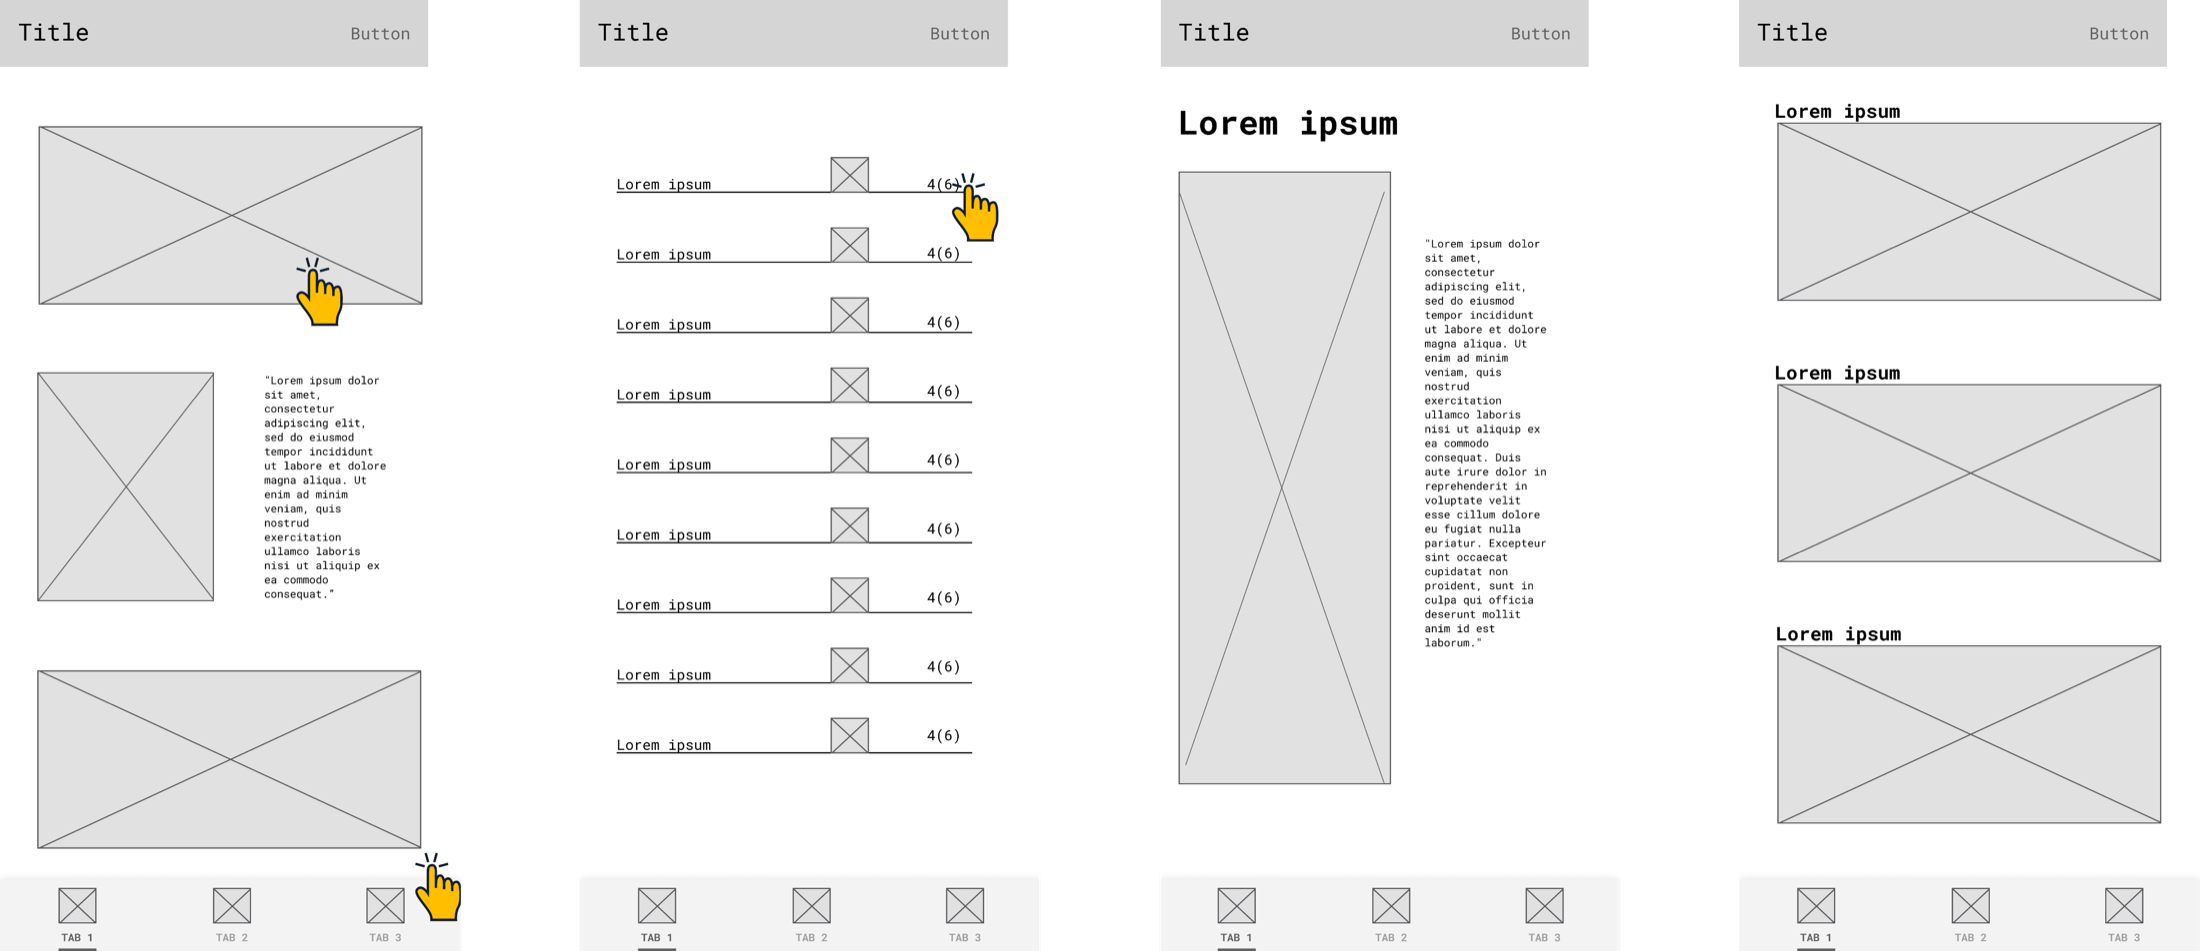 Title Button
"Lorem ipsum dolor
sit amet,
consectetur
adipiscing elit,
sed do eiusmod
tempor incididunt
ut labore et dolore
magna aliqua. Ut
enim ad minim
veniam, quis
nostrud
exercitation
ullamco laboris
nisi ut aliquip ex
ea commodo
consequat."
TAB 1 TAB 2 TAB 3
Title Button
Lorem ipsum 4(6)
Lorem ipsum 4(6)
Lorem ipsum 4(6)
Lorem ipsum 4(6)
Lorem ipsum 4(6)
Lorem ipsum 4(6)
Lorem ipsum 4(6)
Lorem ipsum 4(6)
Lorem ipsum 4(6)
TAB 1 TAB 2 TAB 3
Title Button
Lorem ipsum
"Lorem ipsum dolor
sit amet,
consectetur
adipiscing elit,
sed do eiusmod
tempor incididunt
ut labore et dolore
magna aliqua. Ut
enim ad minim
veniam, quis
nostrud
exercitation
ullamco laboris
nisi ut aliquip ex
ea commodo
consequat. Duis
aute irure dolor in
reprehenderit in
voluptate velit
esse cillum dolore
eu fugiat nulla
pariatur. Excepteur
sint occaecat
cupidatat non
proident, sunt in
culpa qui officia
deserunt mollit
anim id est
laborum."
TAB 1 TAB 2 TAB 3
Title Button
Lorem ipsum
Lorem ipsum
Lorem ipsum
TAB 1 TAB 2 TAB 3